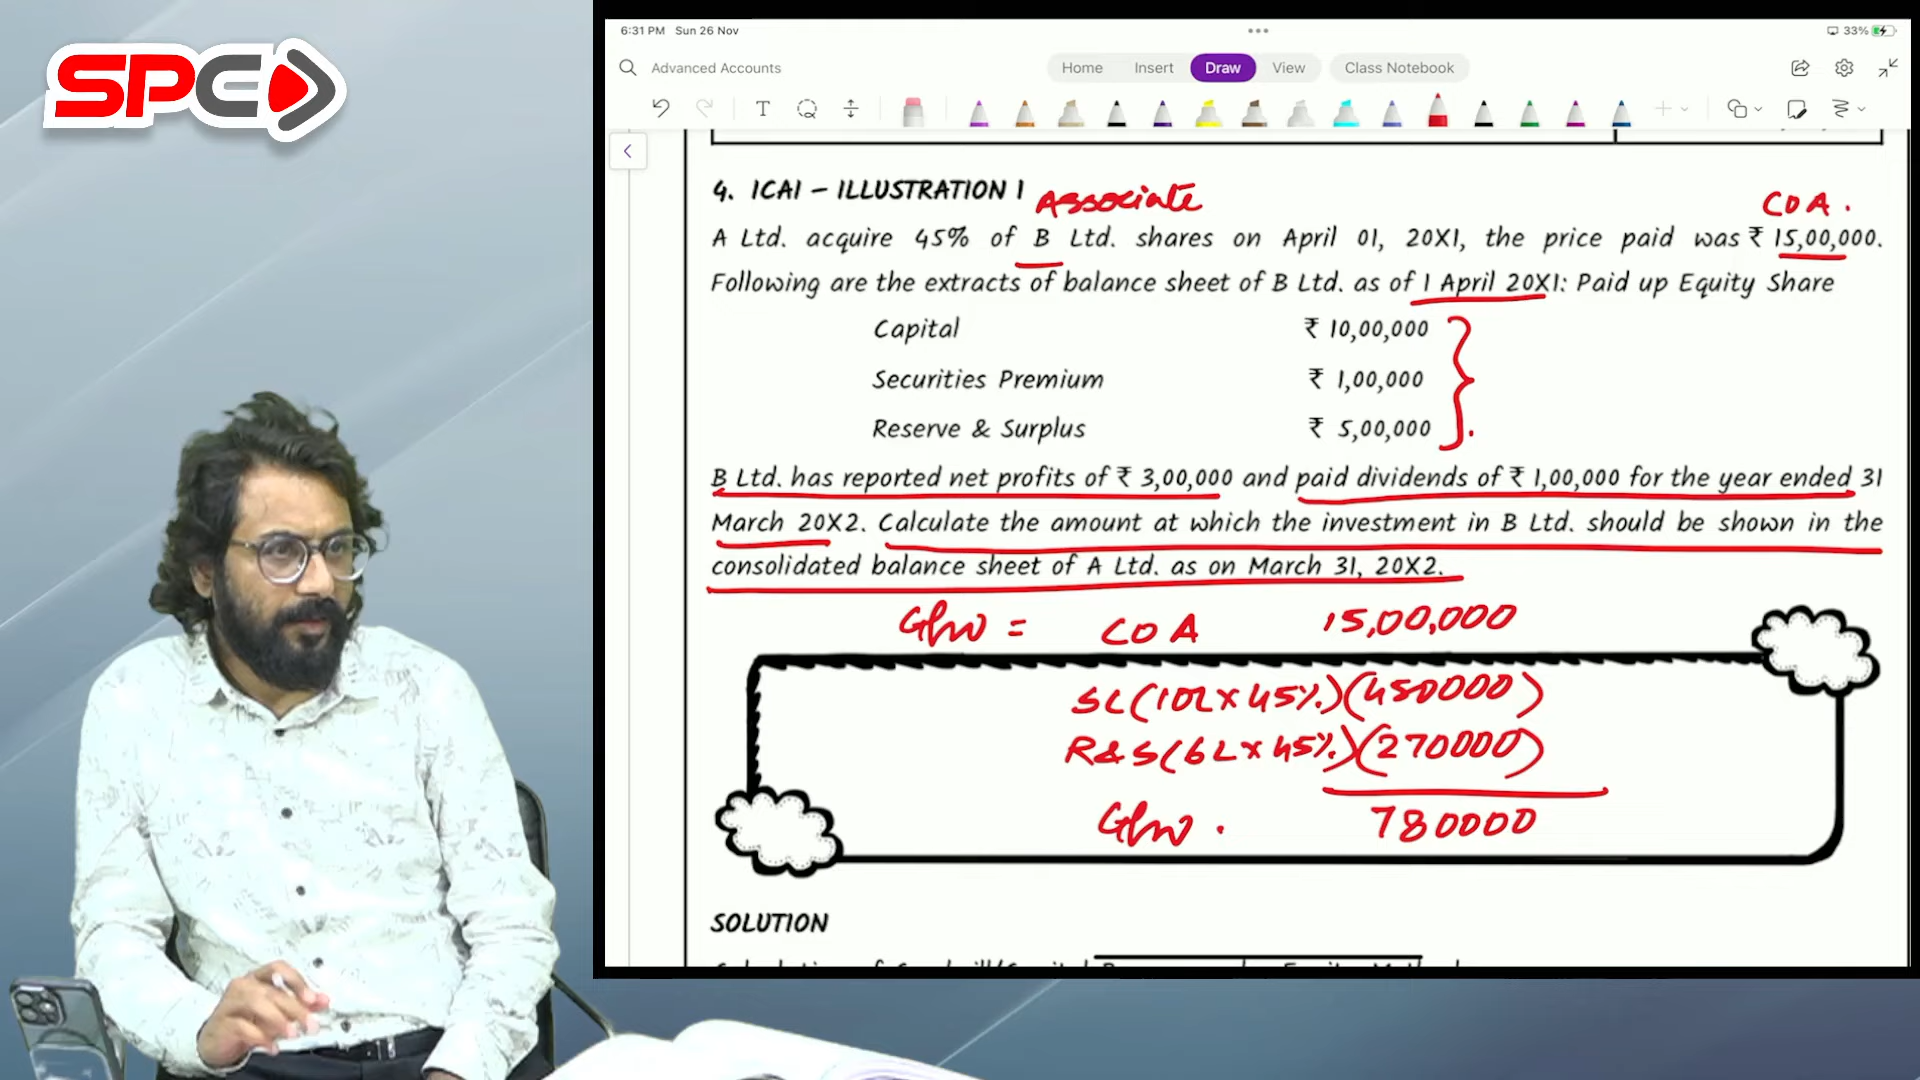 SPC
6:31 PM Sun 26 Nov
33%
Advanced Accounts
Home Insert Draw View Class Notebook
4. ICAI – ILLUSTRATION 1 Associate
COA.
A Ltd. acquire 45% of B Ltd. shares on April 01, 20X1, the price paid was ₹ 15,00,000.
Following are the extracts of balance sheet of B Ltd. as of 1 April 20X1: Paid up Equity Share
Capital ₹ 10,00,000
Securities Premium ₹ 1,00,000
Reserve & Surplus ₹ 5,00,000
B Ltd. has reported net profits of ₹ 3,00,000 and paid dividends of ₹ 1,00,000 for the year ended 31
March 20X2. Calculate the amount at which the investment in B Ltd. should be shown in the
consolidated balance sheet of A Ltd. as on March 31, 20X2.
G/w = COA 15,00,000
SC (10L x 45%) (450000)
R&S (6L x 45%) (270000)
G/w. 780000
SOLUTION